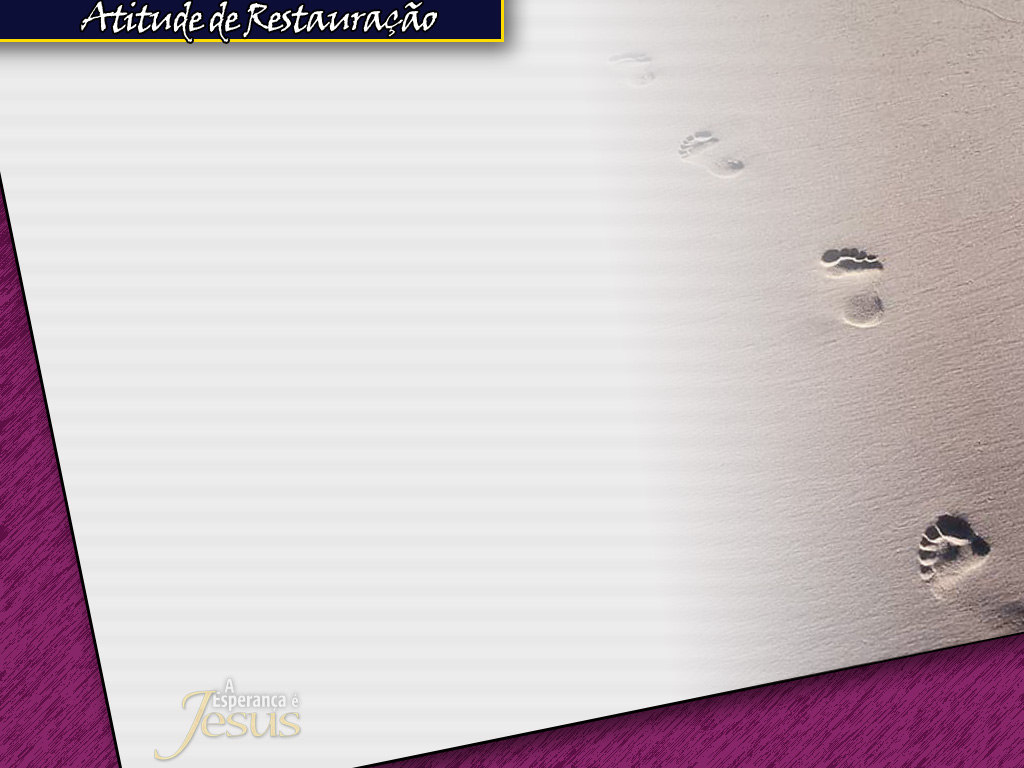 Atitude de Restauração
A
Esperança é
Jesus